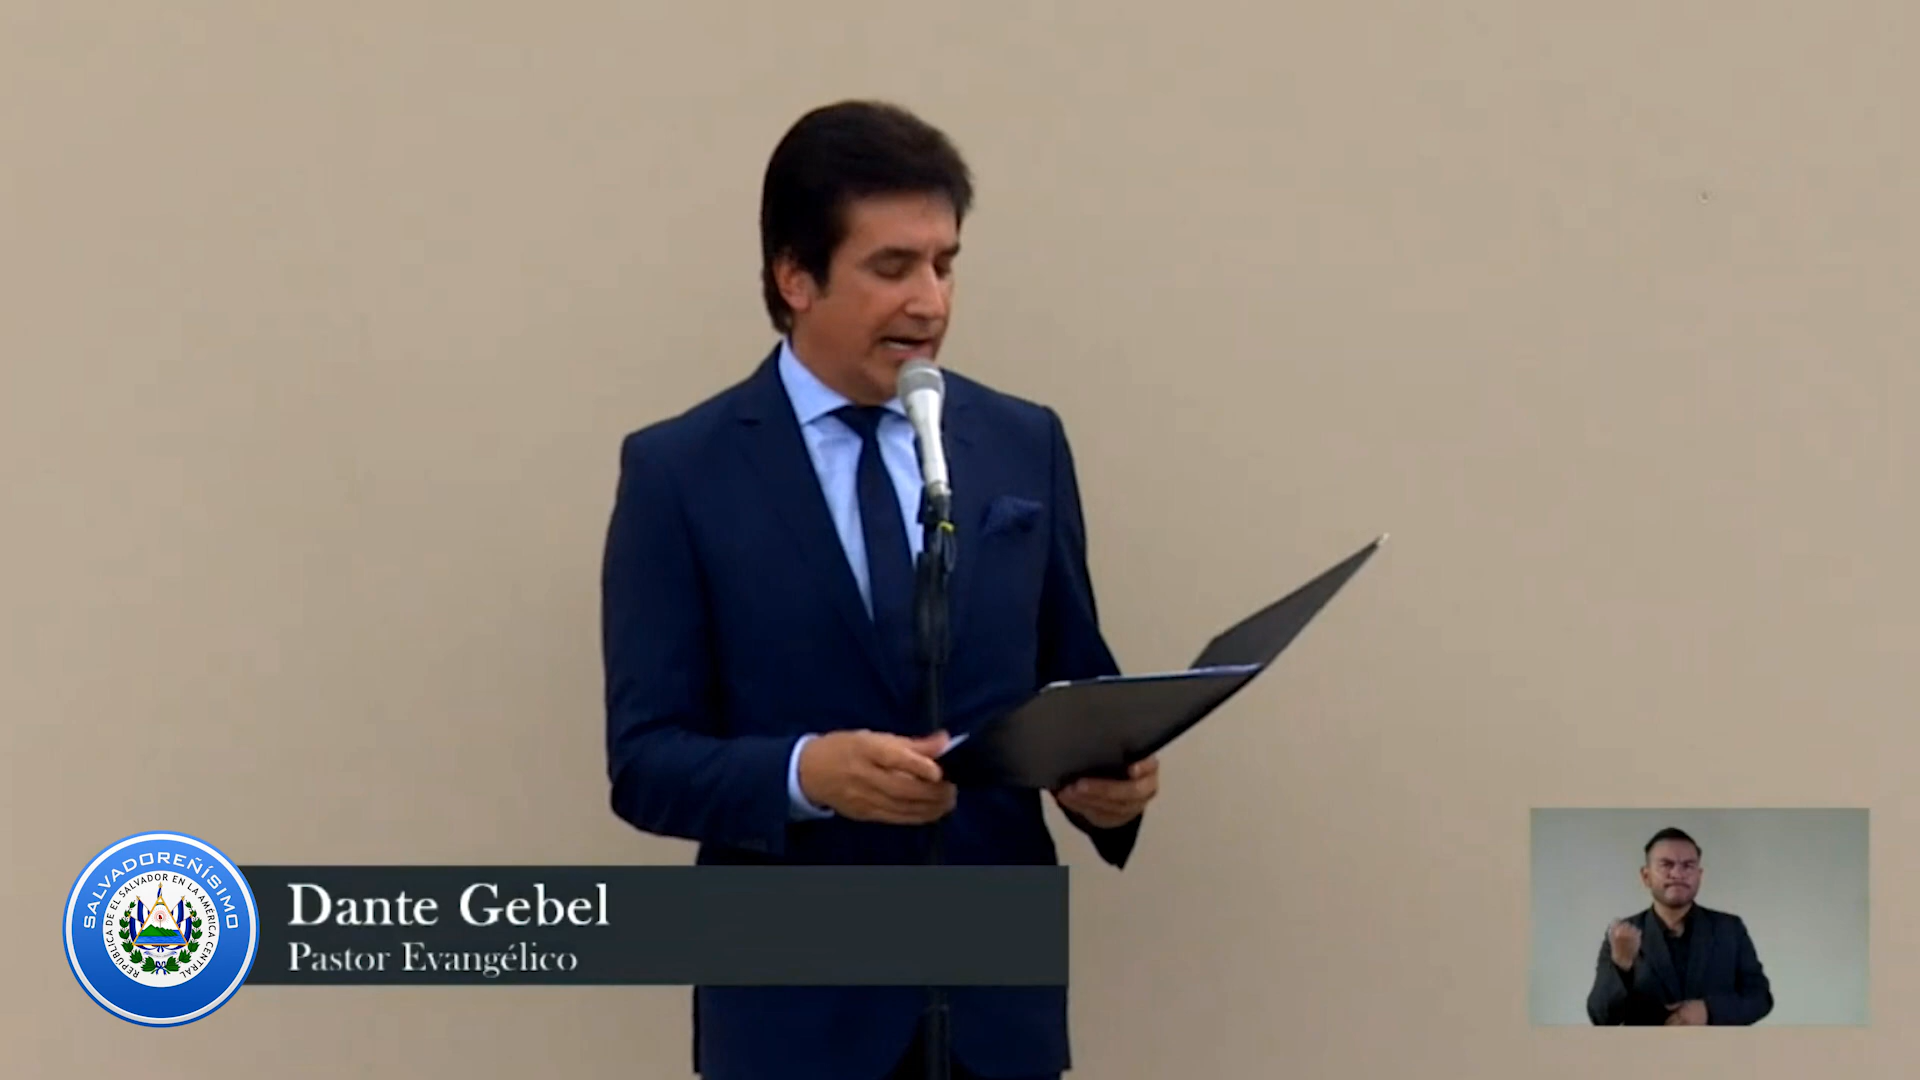 SALVADOREÑÍSIMO
REPÚBLICA DE EL SALVADOR EN LA AMÉRICA CENTRAL
Dante Gebel
Pastor Evangélico